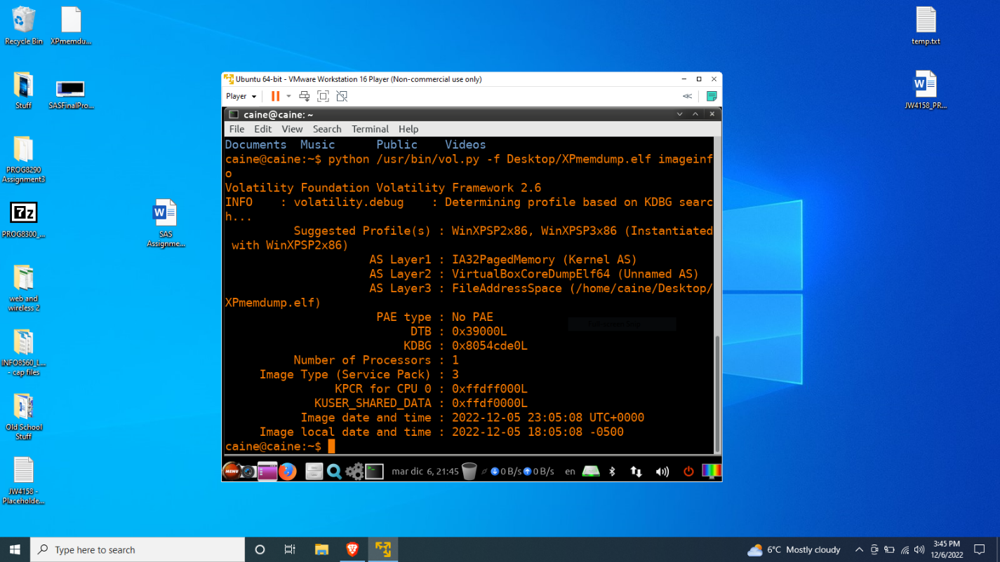 Recycle Bin
XPmemdu...
temp.txt
Stuff
SASFinalPro...
JW4158_PR...
PROG8290
Assignment3
PROG8300_...
SAS
Assignme...
web and
wireless 2
INFO8560_L...
- cap files
Old School
Stuff
JW4158 -
Placeholde...
Ubuntu 64-bit - VMware Workstation 16 Player (Non-commercial use only)
Player
caine@caine: ~
File Edit View Search Terminal Help
Documents Music Public Videos
caine@caine:~$ python /usr/bin/vol.py -f Desktop/XPmemdump.elf imageinf
o
Volatility Foundation Volatility Framework 2.6
INFO : volatility.debug : Determining profile based on KDBG searc
h...
Suggested Profile(s) : WinXPSP2x86, WinXPSP3x86 (Instantiated
with WinXPSP2x86)
AS Layer1 : IA32PagedMemory (Kernel AS)
AS Layer2 : VirtualBoxCoreDumpElf64 (Unnamed AS)
AS Layer3 : FileAddressSpace (/home/caine/Desktop/
XPmemdump.elf)
PAE type : No PAE
DTB : 0x39000L
KDBG : 0x8054cde0L
Number of Processors : 1
Image Type (Service Pack) : 3
KPCR for CPU 0 : 0xffdff000L
KUSER_SHARED_DATA : 0xffdf0000L
Image date and time : 2022-12-05 23:05:08 UTC+0000
Image local date and time : 2022-12-05 18:05:08 -0500
caine@caine:~$
MENU mar dic 6, 21:45 0 B/s 0 B/s en
Type here to search
6°C Mostly cloudy
3:45 PM
12/6/2022